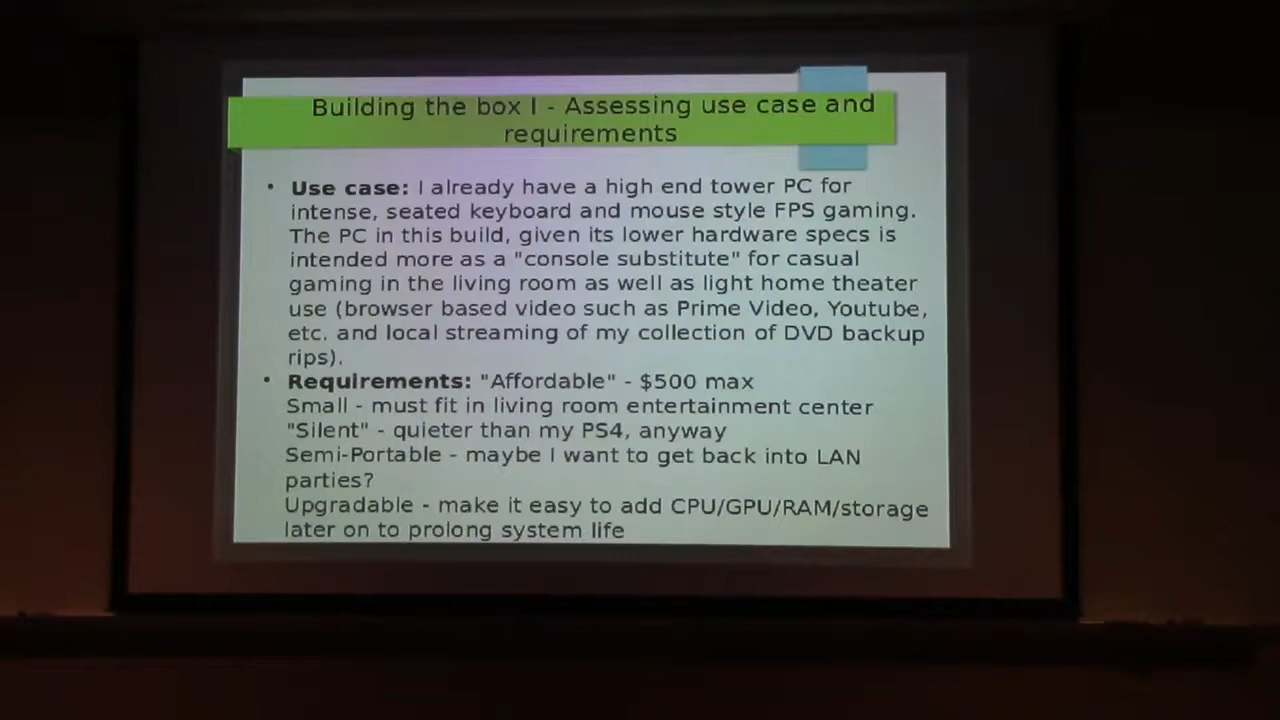 Building the box I - Assessing use case and
requirements
• Use case: I already have a high end tower PC for
intense, seated keyboard and mouse style FPS gaming.
The PC in this build, given its lower hardware specs is
intended more as a "console substitute" for casual
gaming in the living room as well as light home theater
use (browser based video such as Prime Video, Youtube,
etc. and local streaming of my collection of DVD backup
rips).
• Requirements: "Affordable" - $500 max
Small - must fit in living room entertainment center
"Silent" - quieter than my PS4, anyway
Semi-Portable - maybe I want to get back into LAN
parties?
Upgradable - make it easy to add CPU/GPU/RAM/storage
later on to prolong system life